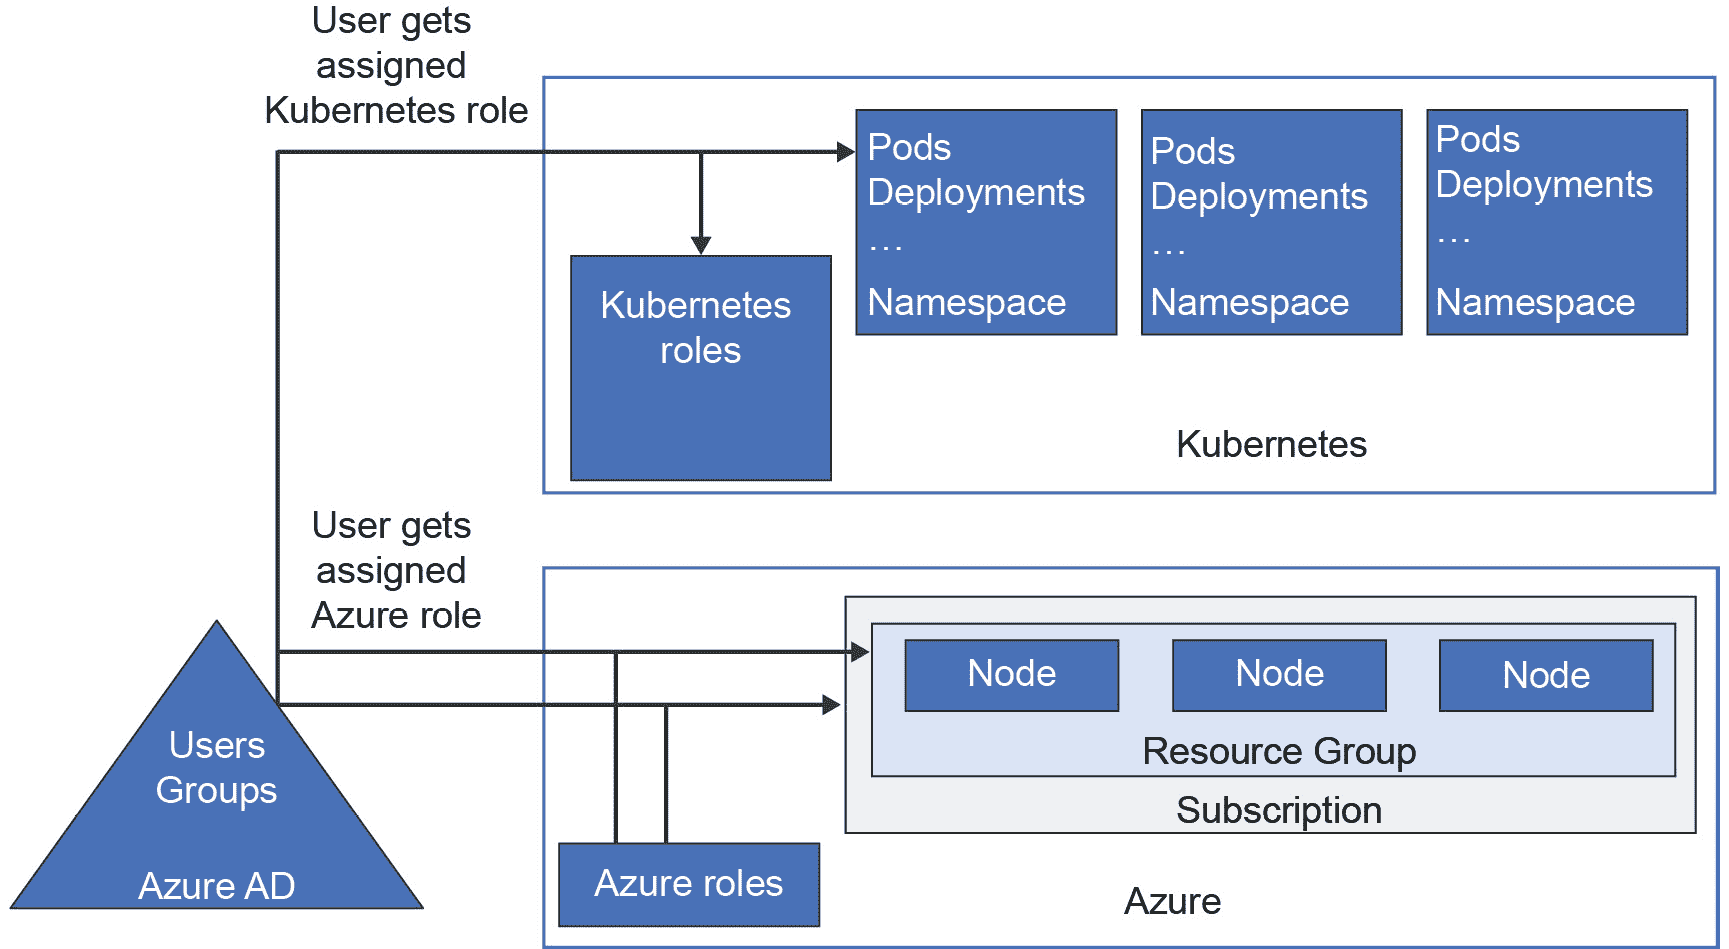 User gets
assigned
Kubernetes role
Pods
Deployments
...
Namespace
Pods
Deployments
...
Namespace
Pods
Deployments
...
Namespace
Kubernetes
roles
Kubernetes
User gets
assigned
Azure role
Node
Node
Node
Resource Group
Subscription
Users
Groups
Azure AD
Azure roles
Azure